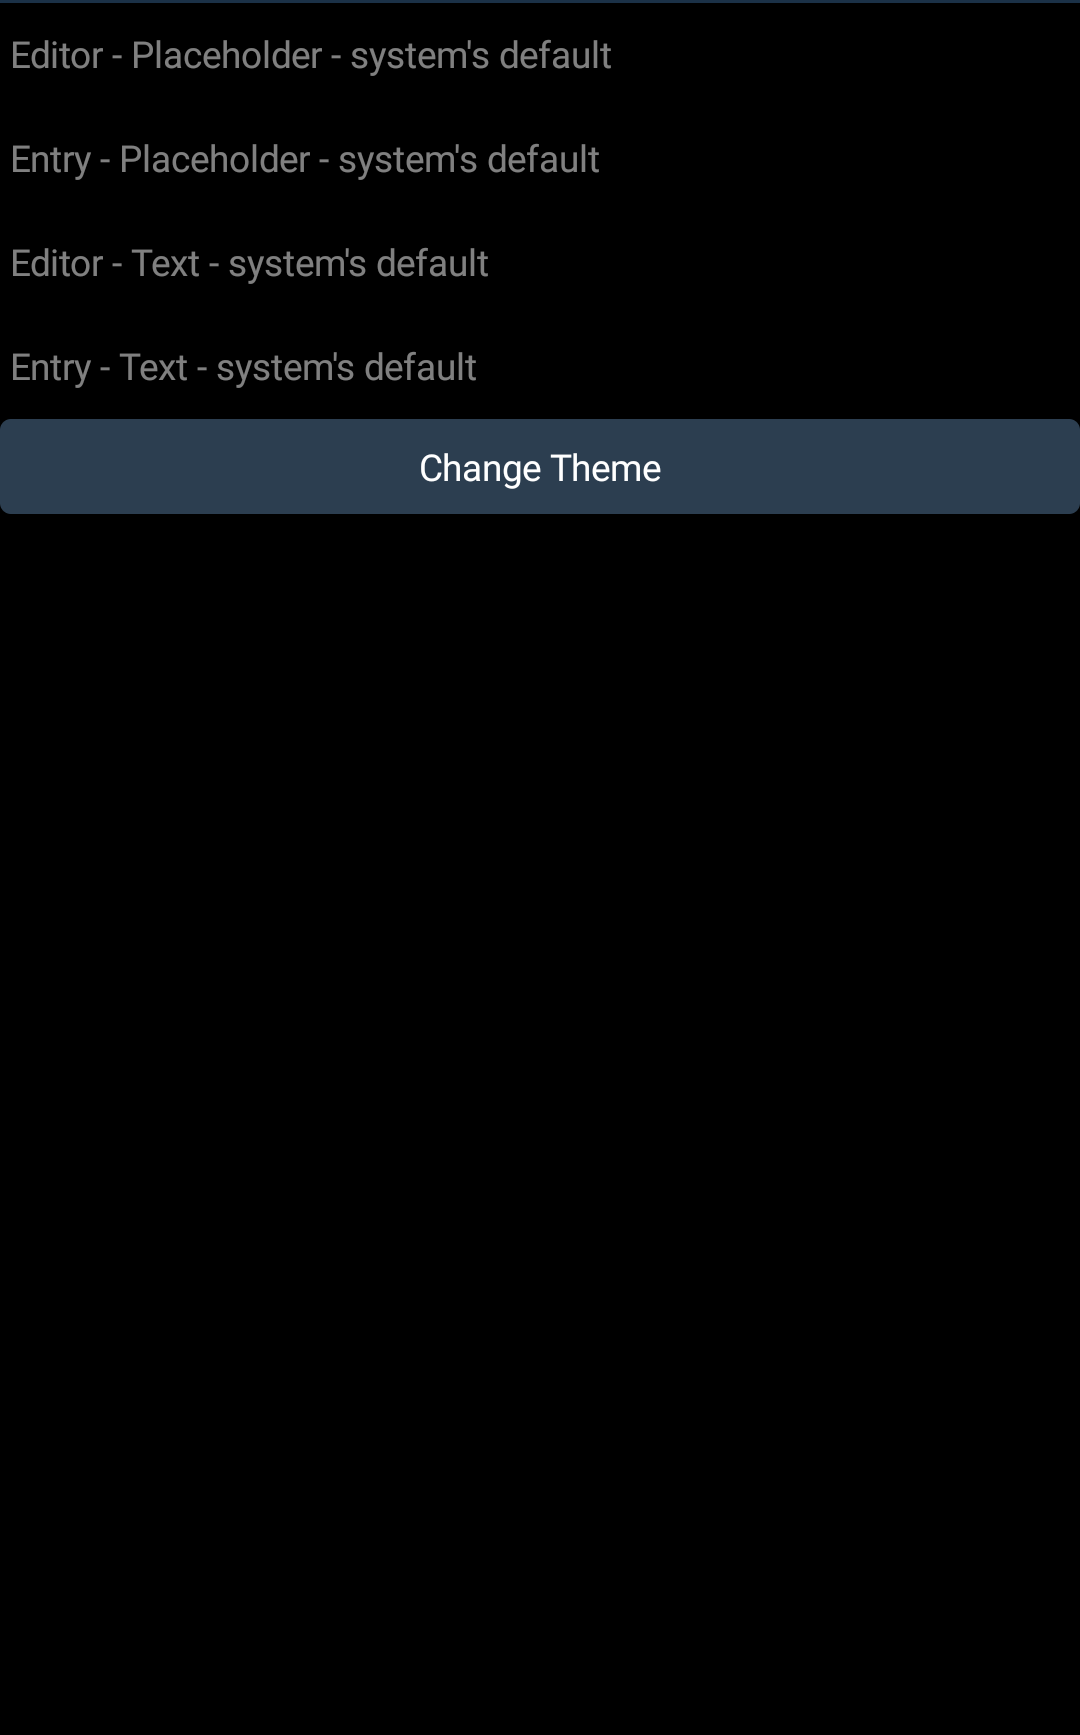 Editor - Placeholder - system's default
Entry - Placeholder - system's default
Editor - Text - system's default
Entry - Text - system's default
Change Theme